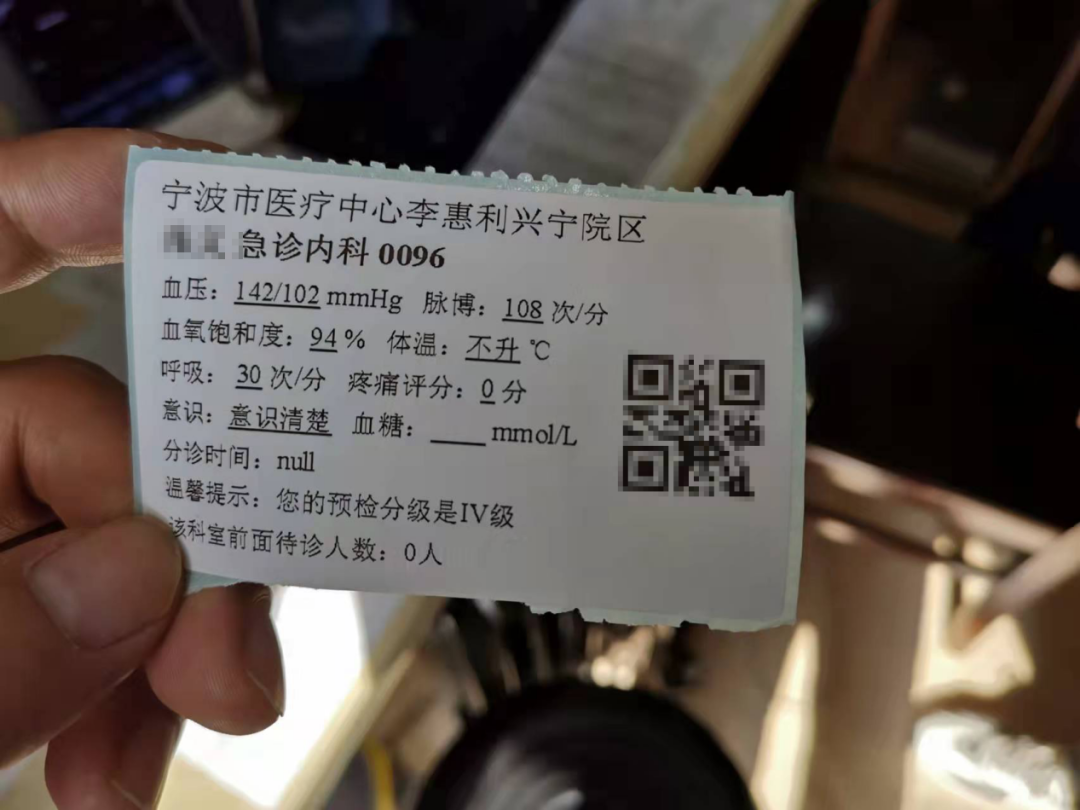 宁波市医疗中心李惠利兴宁院区
急诊内科 0096
血压：142/102 mmHg 脉博：108 次/分
血氧饱和度：94 % 体温：不升 ℃
呼吸：30 次/分 疼痛评分：0 分
意识：意识清楚 血糖：____ mmol/L
分诊时间：null
温馨提示：您的预检分级是IV级
该科室前面待诊人数：0人